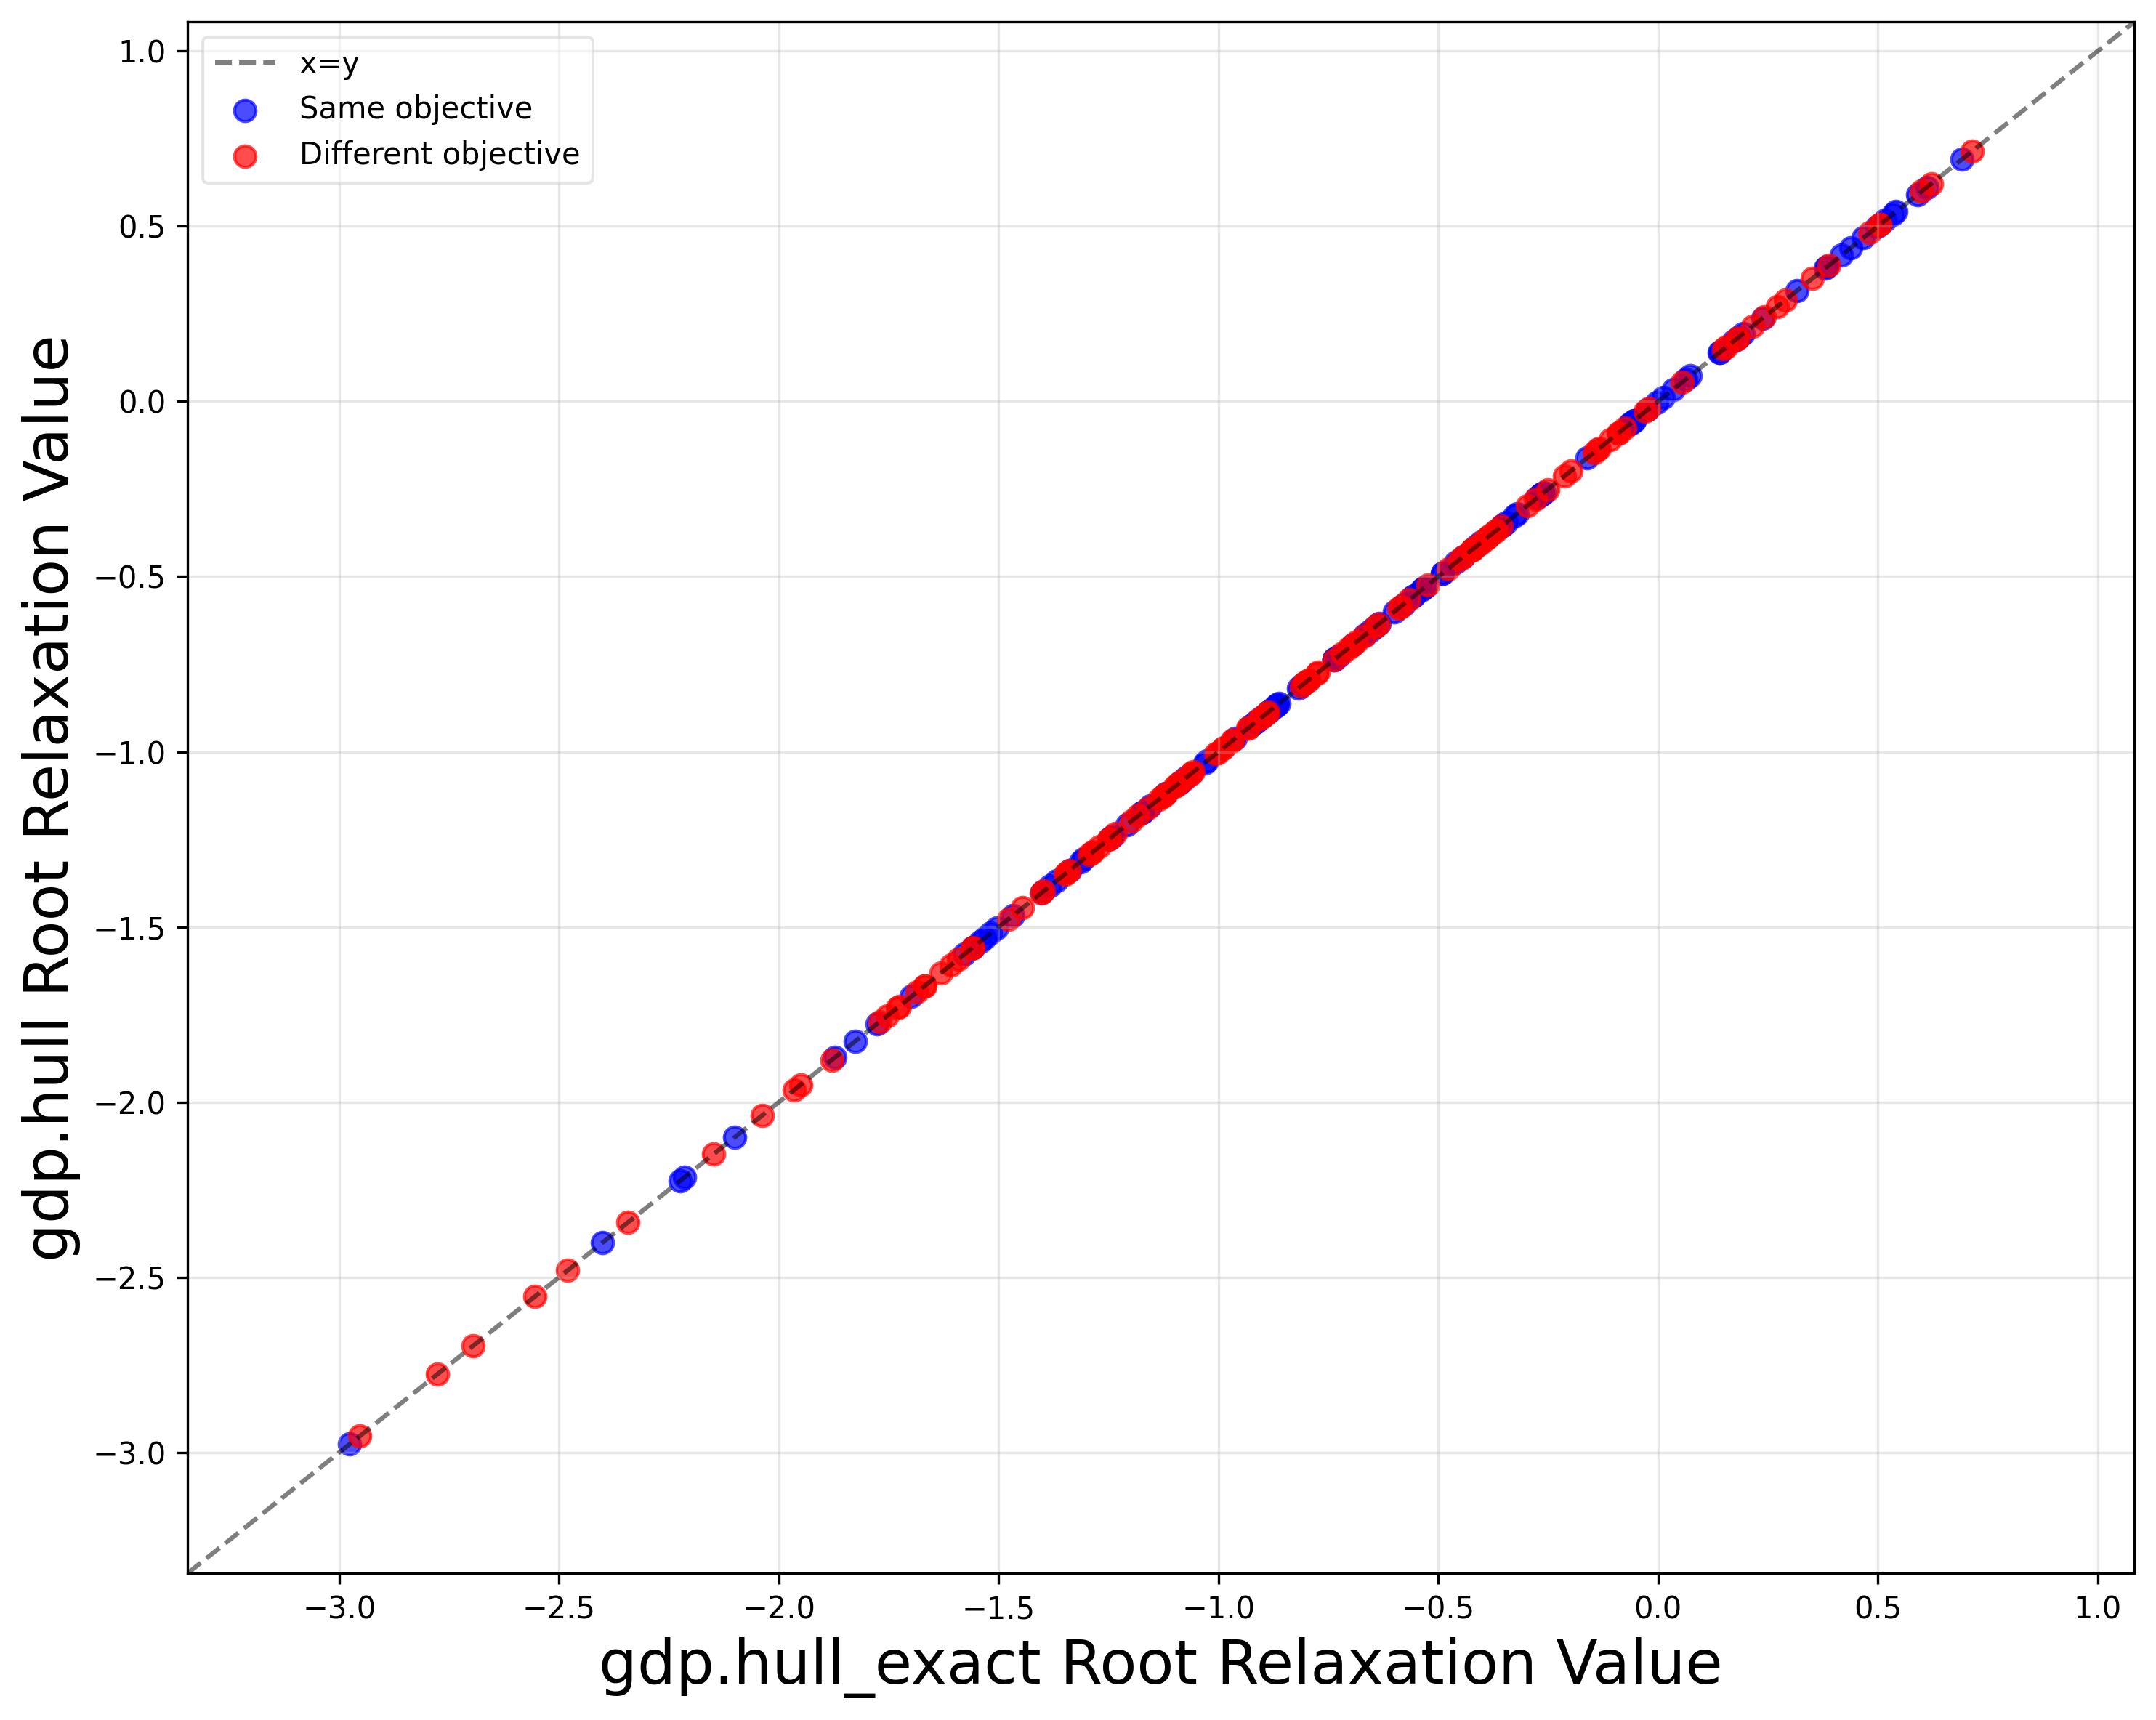 x=y
Same objective
Different objective
1.0
0.5
0.0
−0.5
−1.0
−1.5
−2.0
−2.5
−3.0
gdp.hull Root Relaxation Value
−3.0 −2.5 −2.0 −1.5 −1.0 −0.5 0.0 0.5 1.0
gdp.hull_exact Root Relaxation Value